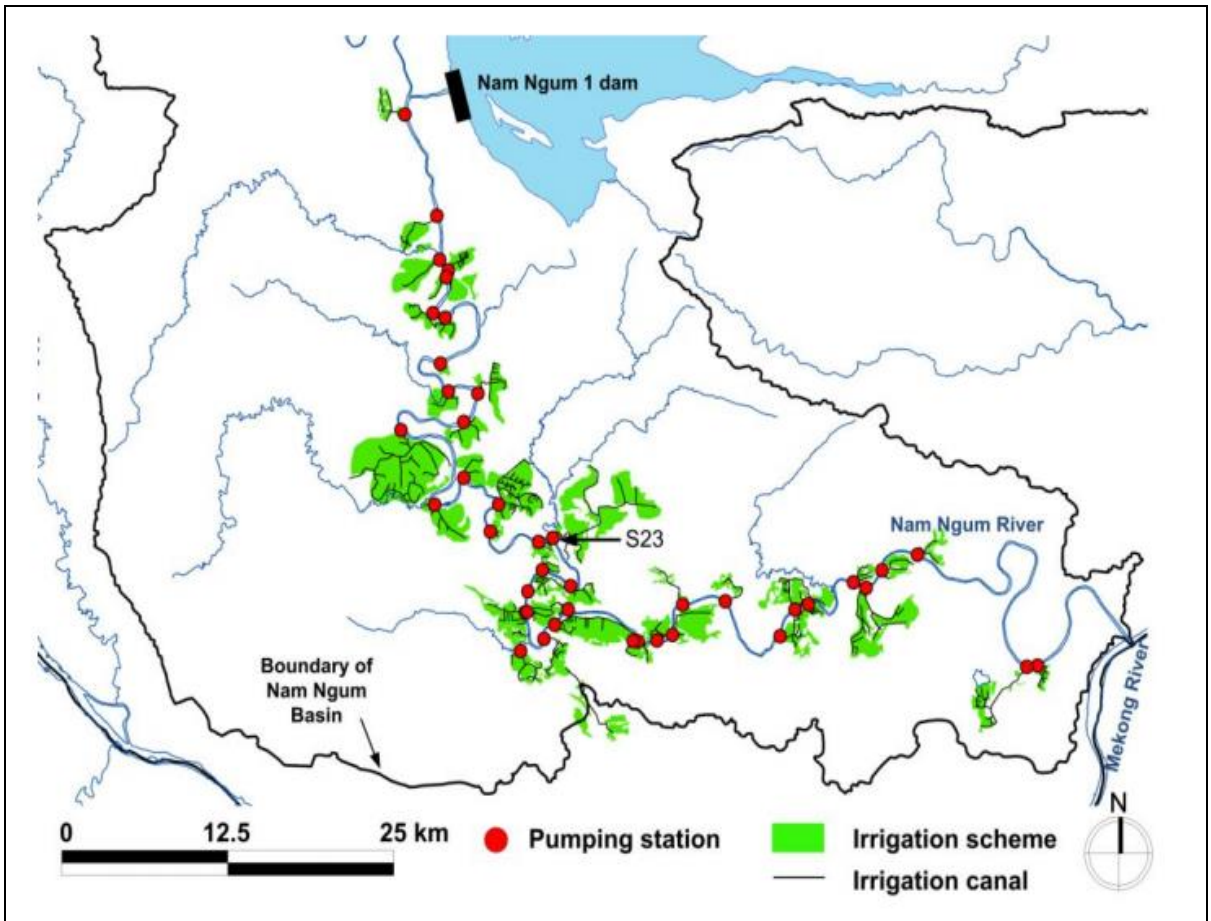 Nam Ngum 1 dam
S23
Nam Ngum River
Boundary of
Nam Ngum
Basin
Mekong River
N
0 12.5 25 km
Pumping station
Irrigation scheme
Irrigation canal